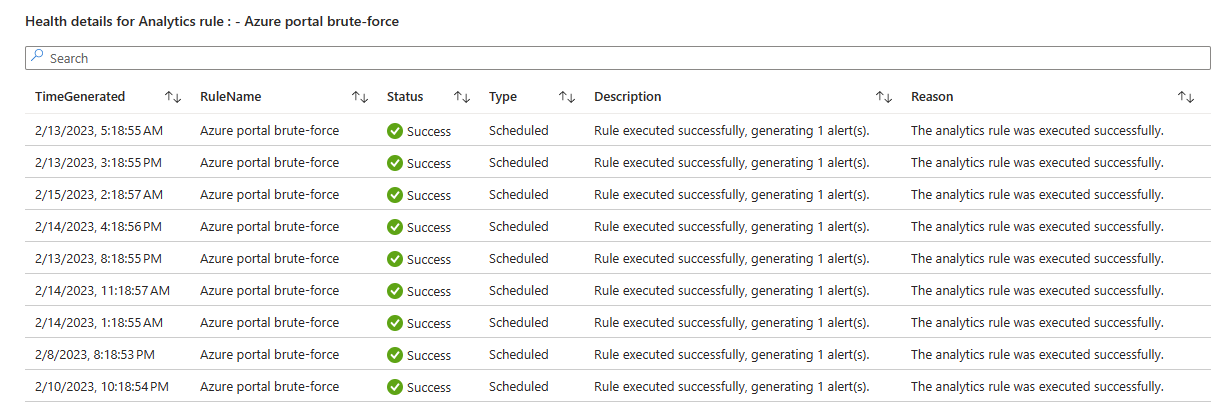 Health details for Analytics rule : - Azure portal brute-force
Search
TimeGenerated RuleName Status Type Description Reason
2/13/2023, 5:18:55 AM Azure portal brute-force Success Scheduled Rule executed successfully, generating 1 alert(s). The analytics rule was executed successfully.
2/13/2023, 3:18:55 PM Azure portal brute-force Success Scheduled Rule executed successfully, generating 1 alert(s). The analytics rule was executed successfully.
2/15/2023, 2:18:57 AM Azure portal brute-force Success Scheduled Rule executed successfully, generating 1 alert(s). The analytics rule was executed successfully.
2/14/2023, 4:18:56 PM Azure portal brute-force Success Scheduled Rule executed successfully, generating 1 alert(s). The analytics rule was executed successfully.
2/13/2023, 8:18:55 PM Azure portal brute-force Success Scheduled Rule executed successfully, generating 1 alert(s). The analytics rule was executed successfully.
2/14/2023, 11:18:57 AM Azure portal brute-force Success Scheduled Rule executed successfully, generating 1 alert(s). The analytics rule was executed successfully.
2/14/2023, 1:18:55 AM Azure portal brute-force Success Scheduled Rule executed successfully, generating 1 alert(s). The analytics rule was executed successfully.
2/8/2023, 8:18:53 PM Azure portal brute-force Success Scheduled Rule executed successfully, generating 1 alert(s). The analytics rule was executed successfully.
2/10/2023, 10:18:54 PM Azure portal brute-force Success Scheduled Rule executed successfully, generating 1 alert(s). The analytics rule was executed successfully.